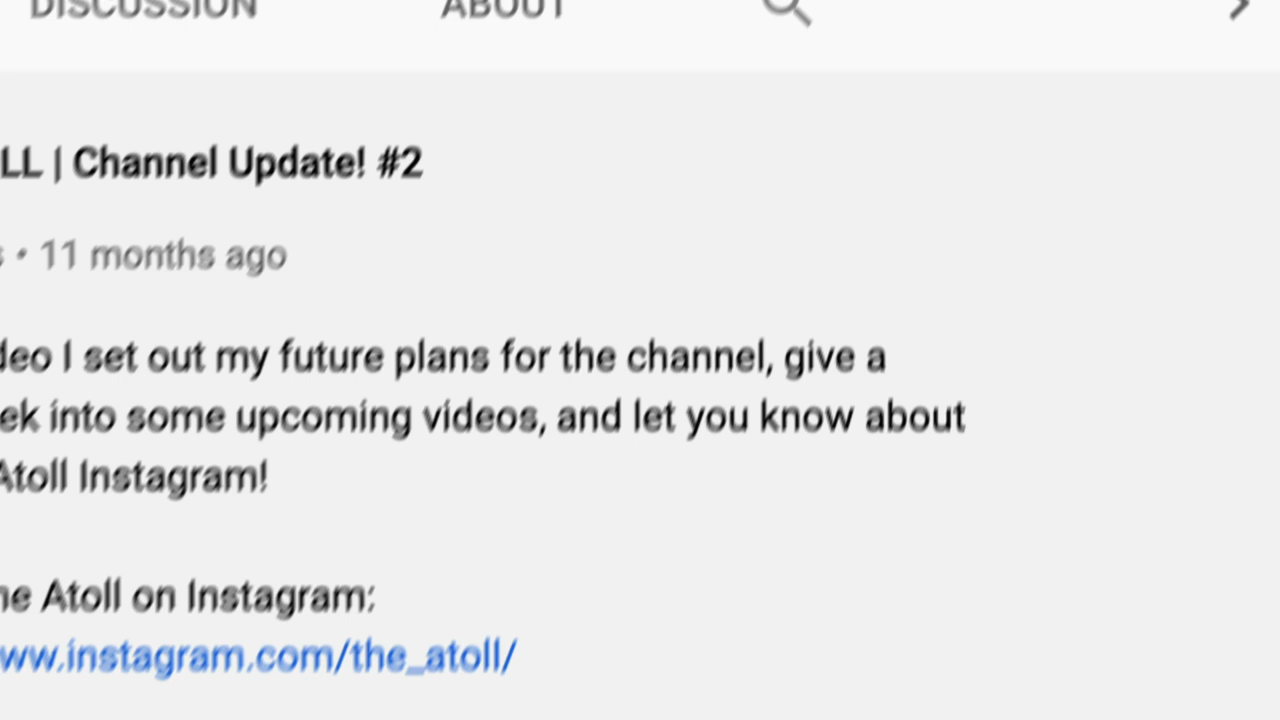 DISCUSSION ABOUT
LL | Channel Update! #2
s • 11 months ago
deo I set out my future plans for the channel, give a
ek into some upcoming videos, and let you know about
Atoll Instagram!
he Atoll on Instagram:
ww.instagram.com/the_atoll/